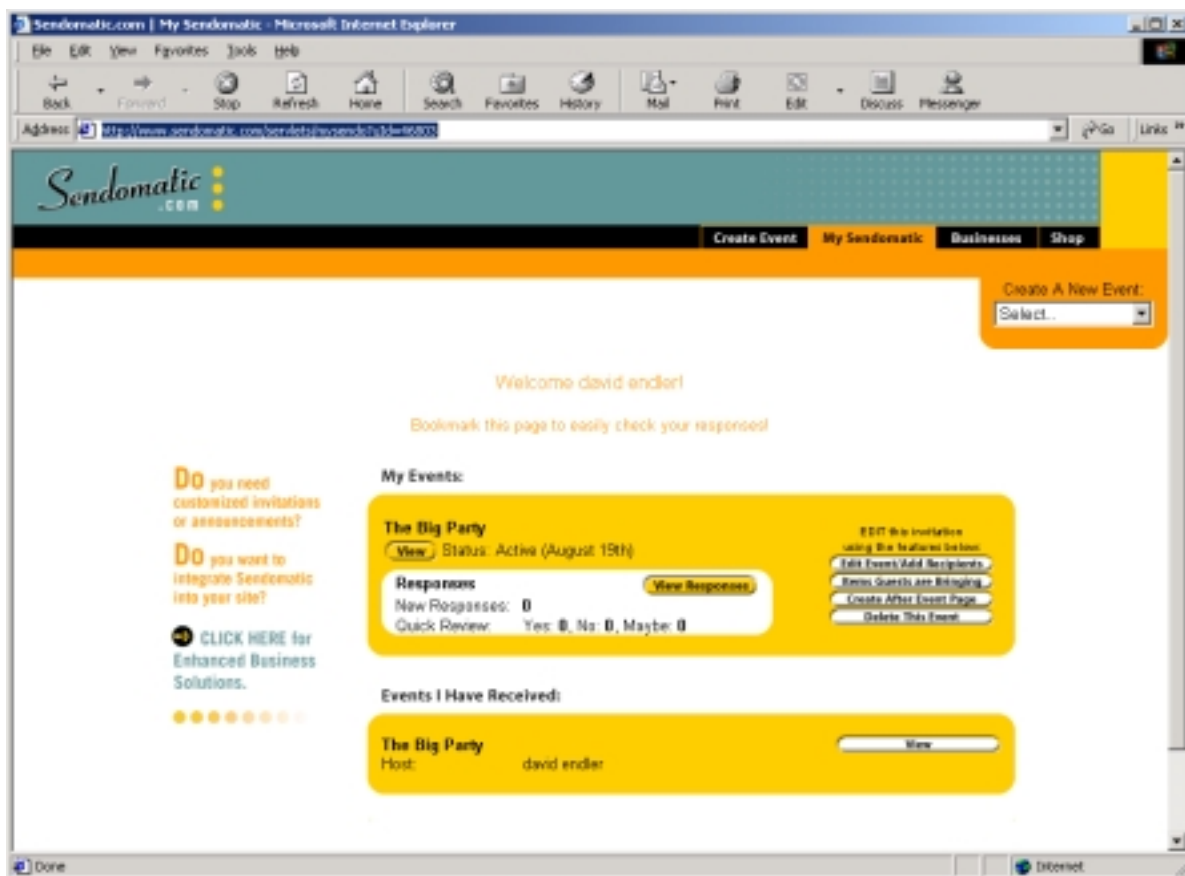 Sendomatic.com | My Sendomatic - Microsoft Internet Explorer
File Edit View Favorites Tools Help
Back Forward Stop Refresh Home Search Favorites History Mail Print Edit Discuss Messenger
Address Go Links »
Sendomatic
.com
Create Event My Sendomatic Businesses Shop
Create A New Event:
Select..
Welcome david endler!
Bookmark this page to easily check your responses!
Do you need
customized invitations
or announcements?
Do you want to
integrate Sendomatic
into your site?
CLICK HERE for
Enhanced Business
Solutions.
My Events:
The Big Party
View Status: Active (August 19th)
Responses View Responses
New Responses: 0
Quick Review: Yes: 0, No: 0, Maybe: 0
EDIT this invitation
using the features below:
Edit Event/Add Recipients
Items Guests are Bringing
Create After Event Page
Delete This Event
Events I Have Received:
The Big Party View
Host: david endler
Done Internet